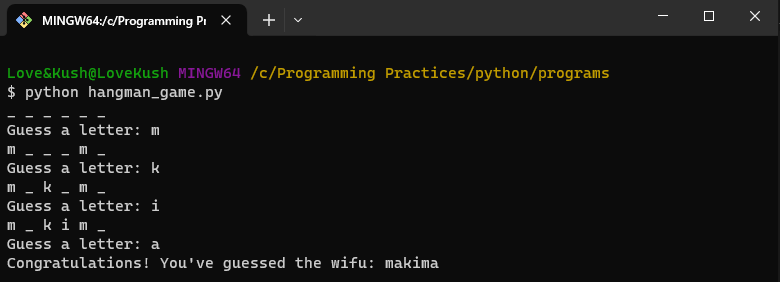 MINGW64:/c/Programming Pr
Love&Kush@LoveKush MINGW64 /c/Programming Practices/python/programs
$ python hangman_game.py
_ _ _ _ _ _
Guess a letter: m
m _ _ _ m _
Guess a letter: k
m _ k _ m _
Guess a letter: i
m _ k i m _
Guess a letter: a
Congratulations! You've guessed the wifu: makima